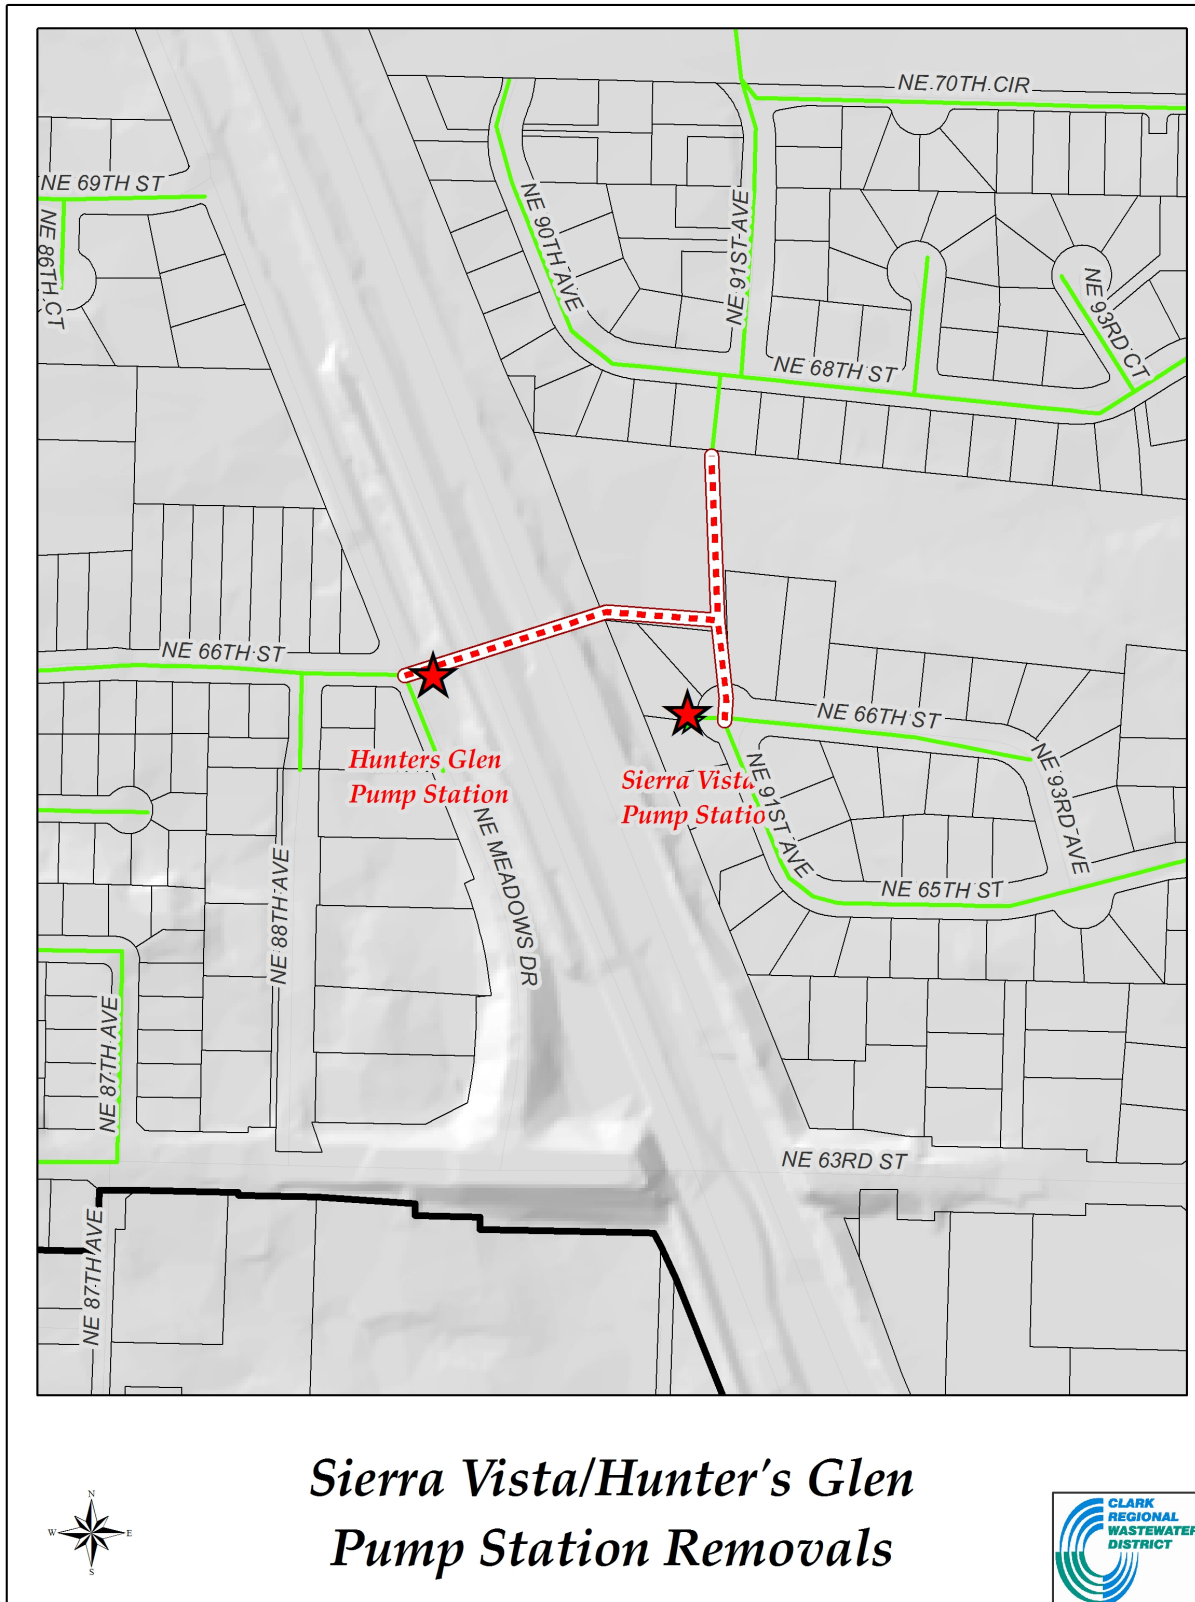 NE 70TH CIR
NE 69TH ST
NE 86TH CT
NE 90TH AVE
NE 91ST AVE
NE 93RD CT
NE 68TH ST
NE 66TH ST
Hunters Glen
Pump Station
Sierra Vista
Pump Statio
NE 66TH ST
NE 93RD AVE
NE 91ST AVE
NE 65TH ST
NE MEADOWS DR
NE 88TH AVE
NE 87TH AVE
NE 63RD ST
NE 87TH AVE
Sierra Vista/Hunter's Glen
Pump Station Removals
N
W
E
S
CLARK
REGIONAL
WASTEWATER
DISTRICT